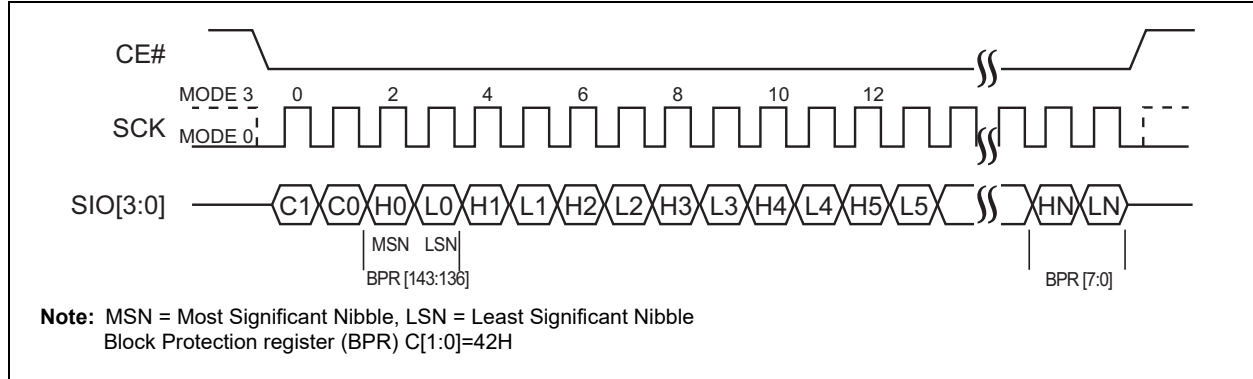 CE#
MODE 3 0 2 4 6 8 10 12
SCK
MODE 0
SIO[3:0] C1 C0 H0 L0 H1 L1 H2 L2 H3 L3 H4 L4 H5 L5 HN LN
MSN LSN
BPR [143:136] BPR [7:0]
Note: MSN = Most Significant Nibble, LSN = Least Significant Nibble
Block Protection register (BPR) C[1:0]=42H